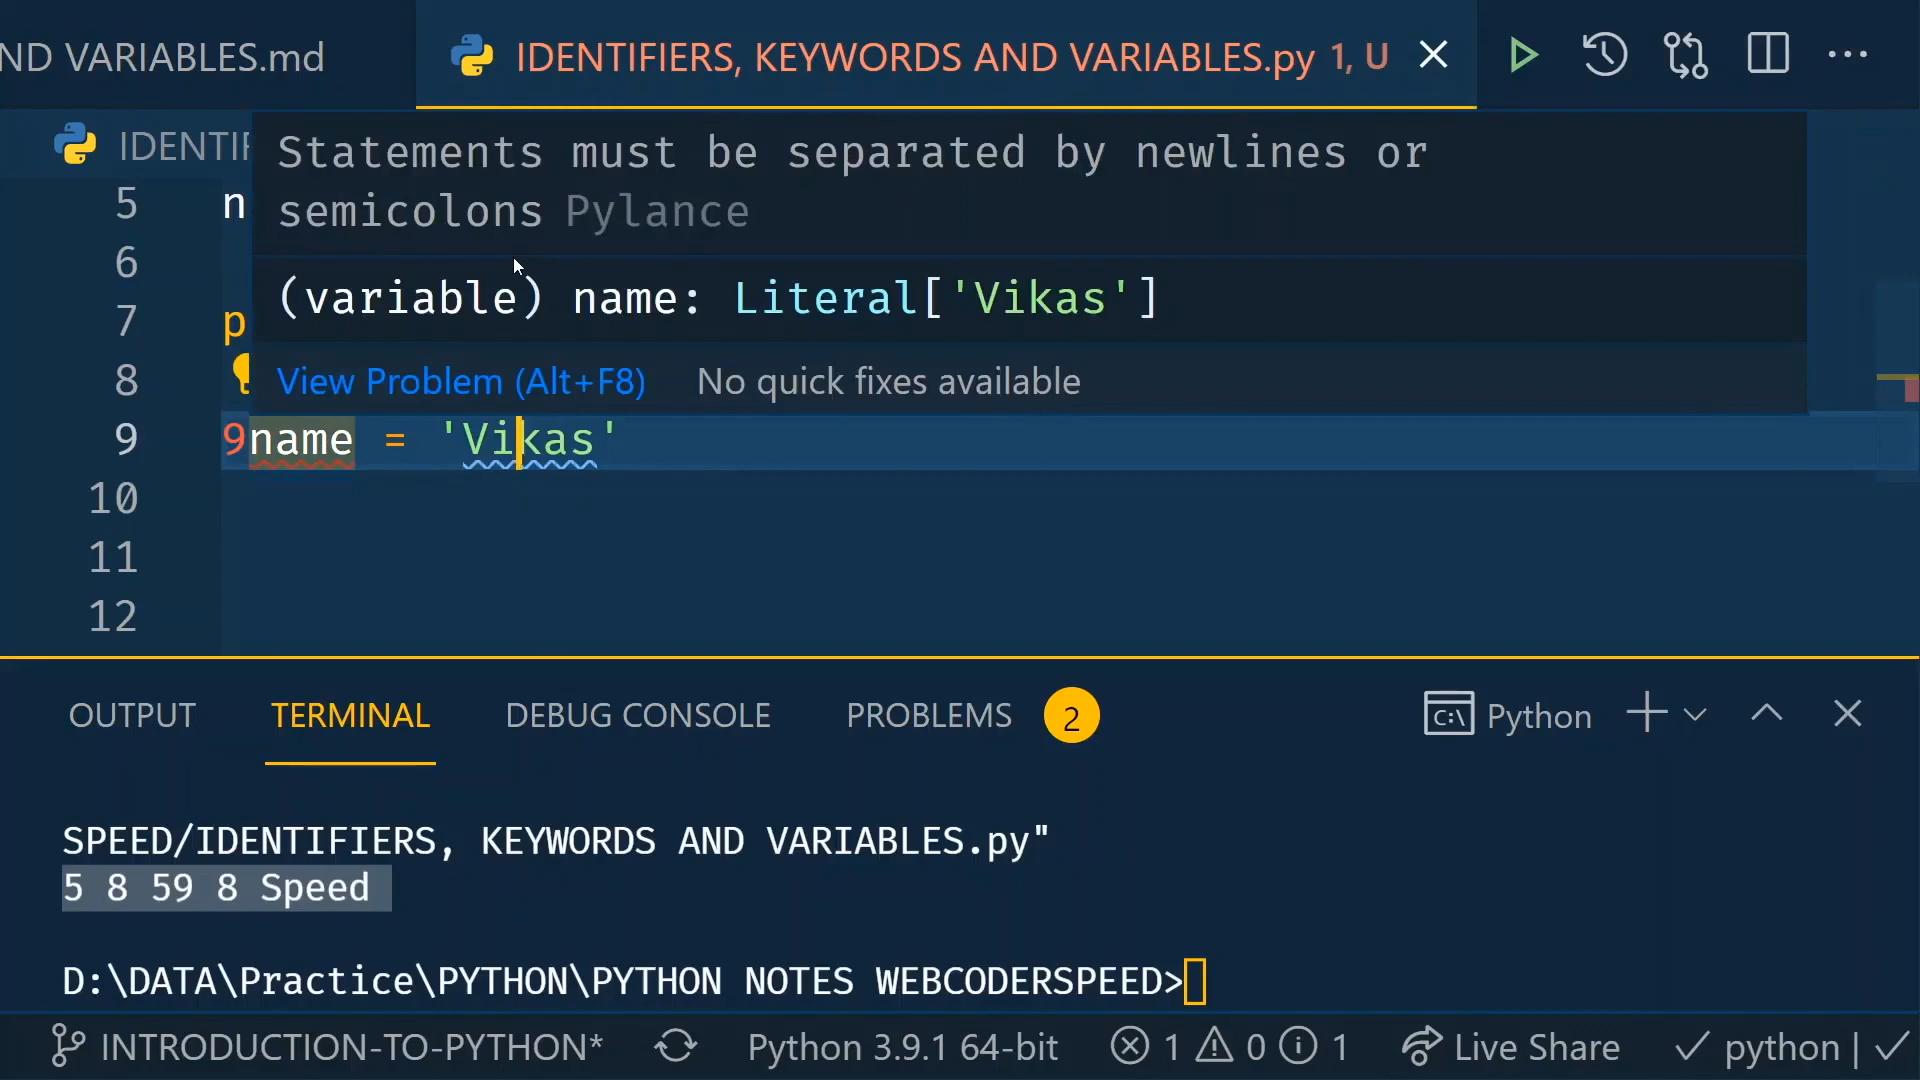 ND VARIABLES.md
IDENTIFIERS, KEYWORDS AND VARIABLES.py 1, U
IDENTIF
Statements must be separated by newlines or
semicolons Pylance
5 n
6
(variable) name: Literal['Vikas']
7 p
8
View Problem (Alt+F8) No quick fixes available
9 9name = 'Vikas'
10
11
12
OUTPUT TERMINAL DEBUG CONSOLE PROBLEMS 2 C:\ Python
SPEED/IDENTIFIERS, KEYWORDS AND VARIABLES.py"
5 8 59 8 Speed
D:\DATA\Practice\PYTHON\PYTHON NOTES WEBCODERSPEED>
INTRODUCTION-TO-PYTHON* Python 3.9.1 64-bit 1 0 1 Live Share python |